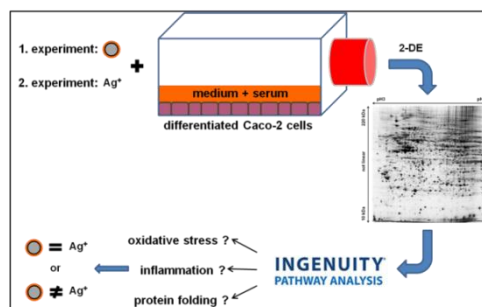 1. experiment:
2. experiment: Ag⁺
+
medium + serum
differentiated Caco-2 cells
2-DE
oxidative stress ?
inflammation ?
protein folding ?
INGENUITY
PATHWAY ANALYSIS
= Ag⁺
or
≠ Ag⁺